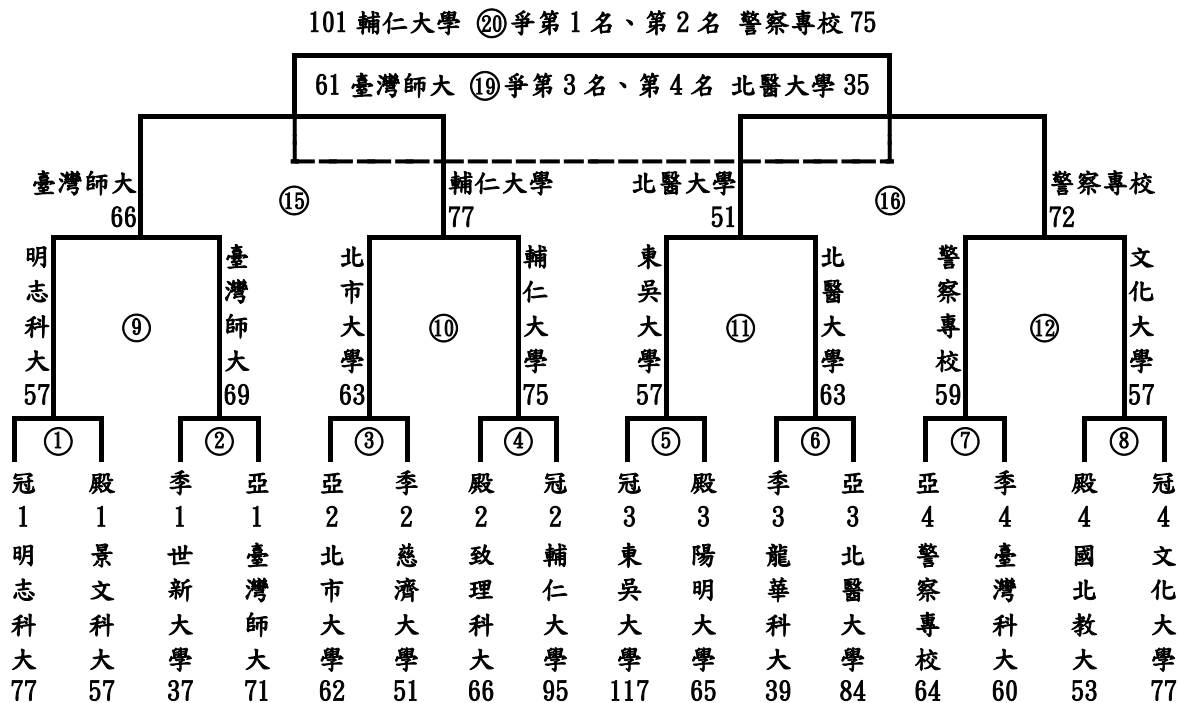 101 輔仁大學 ⑳爭第 1 名、第 2 名 警察專校 75
61 臺灣師大 ⑲爭第 3 名、第 4 名 北醫大學 35
臺灣師大
66
⑮
輔仁大學
77
北醫大學
51
⑯
警察專校
72
明志科大
57
⑨
臺灣師大
69
北市大學
63
⑩
輔仁大學
75
東吳大學
57
⑪
北醫大學
63
警察專校
59
⑫
文化大學
57
①
②
③
④
⑤
⑥
⑦
⑧
冠1
明志科大
77
殿1
景文科大
57
季1
世新大學
37
亞1
臺灣師大
71
亞2
北市大學
62
季2
慈濟大學
51
殿2
致理科大
66
冠2
輔仁大學
95
冠3
東吳大學
117
殿3
陽明大學
65
季3
龍華科大
39
亞3
北醫大學
84
亞4
警察專校
64
季4
臺灣科大
60
殿4
國北教大
53
冠4
文化大學
77